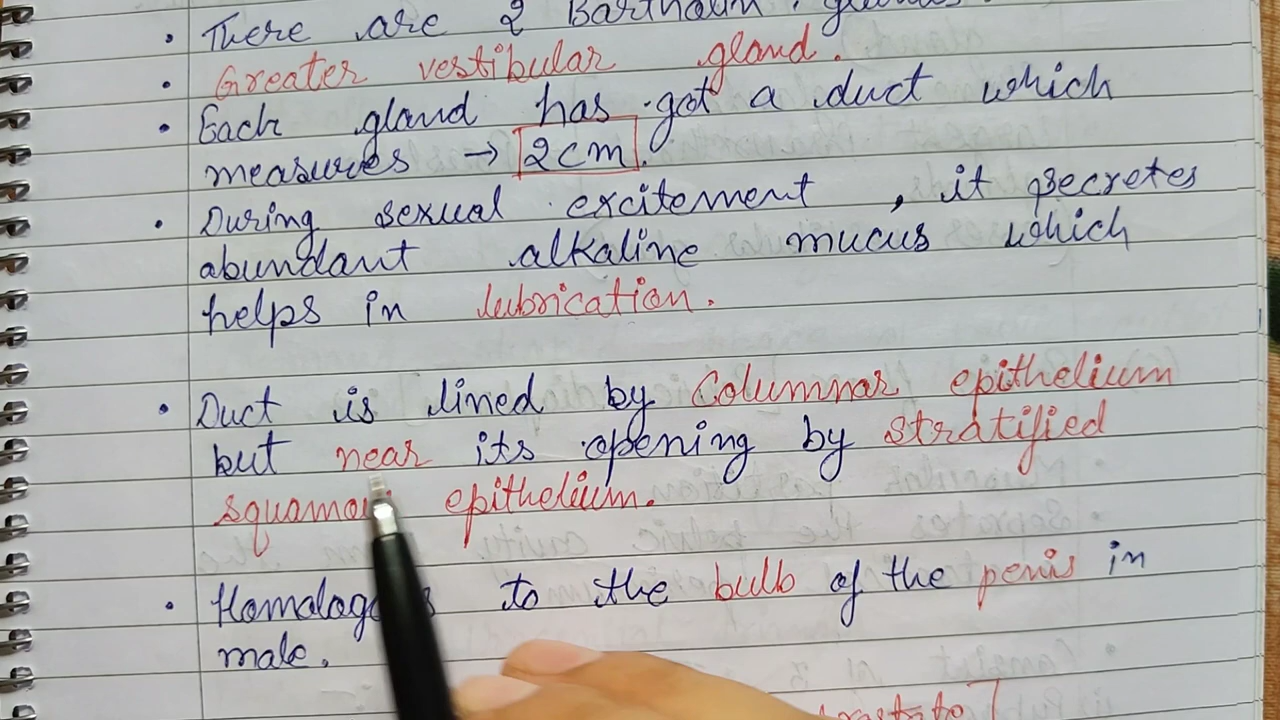 • There are 2 Bartholin
• Greater vestibular gland.
• Each gland has got a duct which
measures → 2cm.
• During sexual excitement, it secretes
abundant alkaline mucus which
helps in lubrication.
• Duct is lined by Columnar epithelium
but near its opening by stratified
squamous epithelium.
• Homologous to the bulb of the penis in
male.